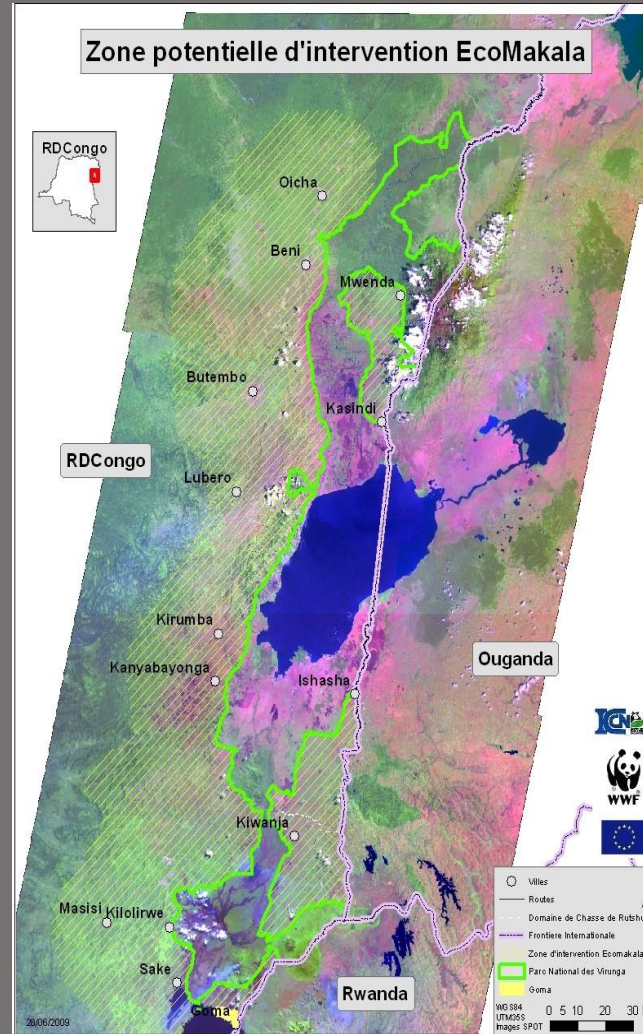 Zone potentielle d'intervention EcoMakala
RDCongo
Oicha
Beni
Mwenda
Butembo
Kasindi
RDCongo
Lubero
Kirumba
Ouganda
Kanyabayonga
Ishasha
ICCN
WWF
Kiwanja
Masisi
Kilolirwe
Sake
Rwanda
Goma
28/06/2009
Villes
Routes
Domaine de Chasse de
Frontiere Internationale
Zone d'intervention Ecomakala
Parc National des Virunga
Goma
WGS84
UTM35S
Images SPOT
0 5 10 20 30